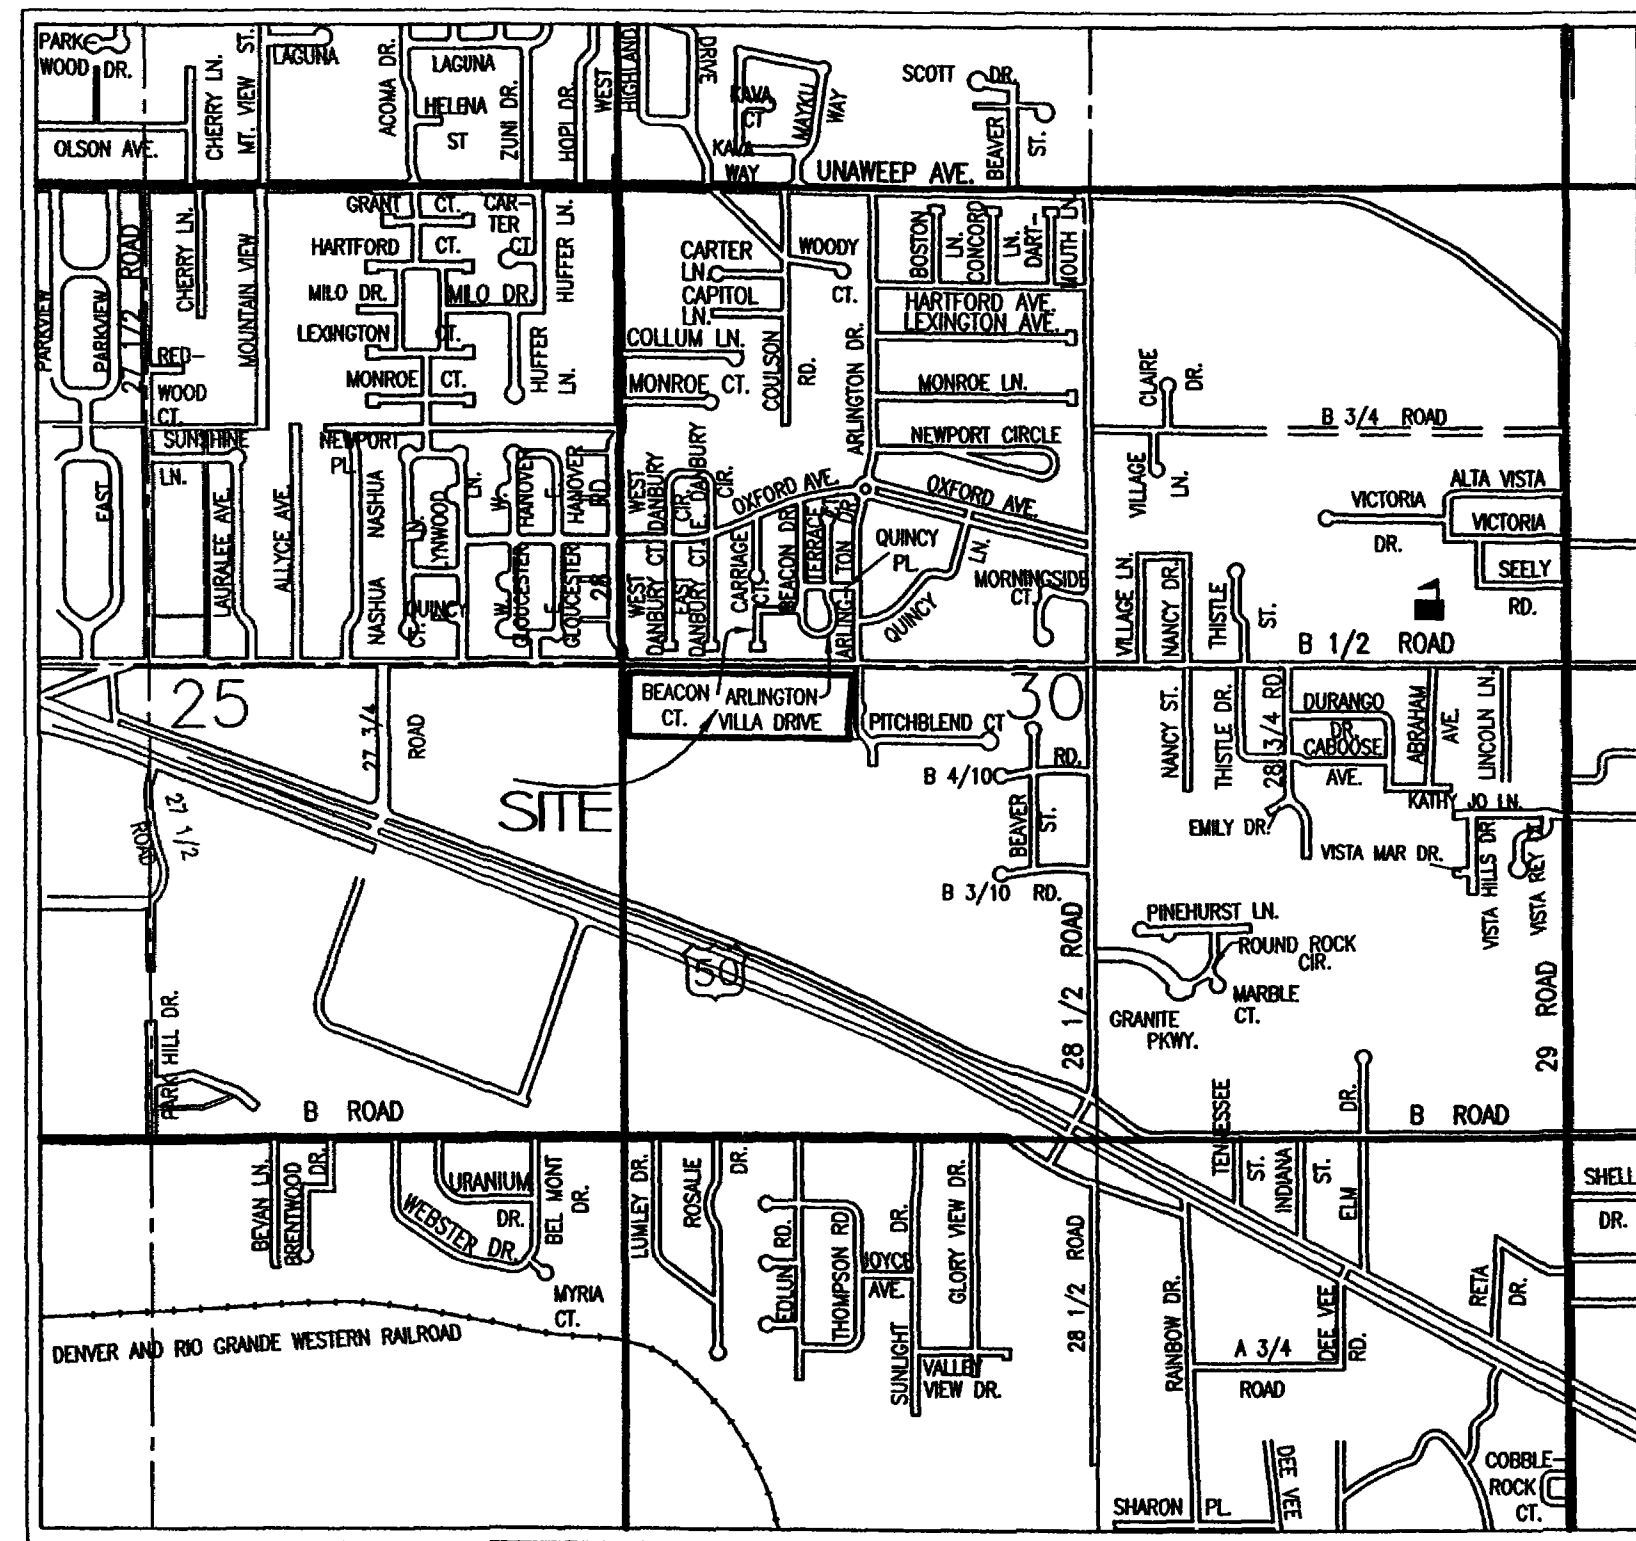 PARK-
WOOD DR.
CHERRY LN.
MT. VIEW ST.
LAGUNA
ACOMA DR.
LAGUNA
HELENA
ST
ZUNI DR.
HOPI DR.
WEST
HIGHLAND
DRIVE
KAVA
CT
MAYKU
WAY
KAVA
WAY
SCOTT DR.
BEAVER
ST.
OLSON AVE.
UNAWEEP AVE.
PARKVIEW
PARKVIEW
27 1/2 ROAD
CHERRY LN.
MOUNTAIN VIEW
GRANT CT.
CAR-
TER
CT.
HARTFORD CT.
HUFFER LN.
MILO DR.
MILO DR.
LEXINGTON CT.
HUFFER
LN.
MONROE CT.
RED-
WOOD
CT.
CARTER
LN.
WOODY
CT.
CAPITOL
LN.
COLLUM LN.
MONROE CT.
COULSON
RD.
ARLINGTON DR.
BOSTON
LN.
CONCORD
LN.
DART-
MOUTH LN.
HARTFORD AVE.
LEXINGTON AVE.
MONROE LN.
NEWPORT CIRCLE
CLAIRE
DR.
B 3/4 ROAD
VILLAGE
LN.
SUNSHINE
LN.
EAST
LAURALEE AVE.
ALLYCE AVE.
NEWPORT
PL.
NASHUA
NASHUA
LN.
LYNWOOD
LN.
QUINCY
CT.
W.
HANOVER
E.
HANOVER
W.
GLOUCESTER
E.
GLOUCESTER
28 RD.
WEST
DANBURY
CIR.
E. DANBURY
CIR.
OXFORD AVE.
OXFORD AVE.
WEST
DANBURY CT.
EAST
DANBURY CT.
CARRIAGE
CT.
BEACON DR.
BEACON DR.
TERRACE
ARLINGTON DR.
QUINCY
PL.
QUINCY
LN.
MORNINGSIDE
CT.
ALTA VISTA
VICTORIA
DR.
VICTORIA
SEELY
RD.
VILLAGE LN.
NANCY DR.
THISTLE
ST.
B 1/2 ROAD
25
27 3/4
ROAD
BEACON
CT.
ARLINGTON
VILLA DRIVE
PITCHBLEND CT
30
NANCY ST.
THISTLE DR.
28 3/4 RD.
DURANGO
DR.
CABOOSE
AVE.
ABRAHAM
AVE.
LINCOLN LN.
B 4/10 RD.
KATHY JO LN.
EMILY DR.
SITE
BEAVER
ST.
27 1/2
ROAD
VISTA MAR DR.
VISTA HILLS DR.
VISTA REY DR.
B 3/10 RD.
PINEHURST LN.
ROUND ROCK
CIR.
MARBLE
CT.
GRANITE
PKWY.
50
28 1/2 ROAD
29 ROAD
PARK HILL DR.
B ROAD
B ROAD
TENNESSEE
ST.
INDIANA
ST.
ELM DR.
BEVAN LN.
BRENTWOOD
DR.
URANIUM
DR.
WEBSTER DR.
BEL MONT
DR.
MYRIA
CT.
LUMLEY DR.
ROSALIE
DR.
EDLUN RD.
THOMPSON RD
JOYCE
AVE.
SUNLIGHT DR.
GLORY VIEW DR.
VALLEY
VIEW DR.
28 1/2 ROAD
RAINBOW DR.
DEE VEE
RD.
A 3/4
ROAD
RETA
DR.
SHELL
DR.
DENVER AND RIO GRANDE WESTERN RAILROAD
SHARON PL.
DEE VEE
COBBLE-
ROCK
CT.